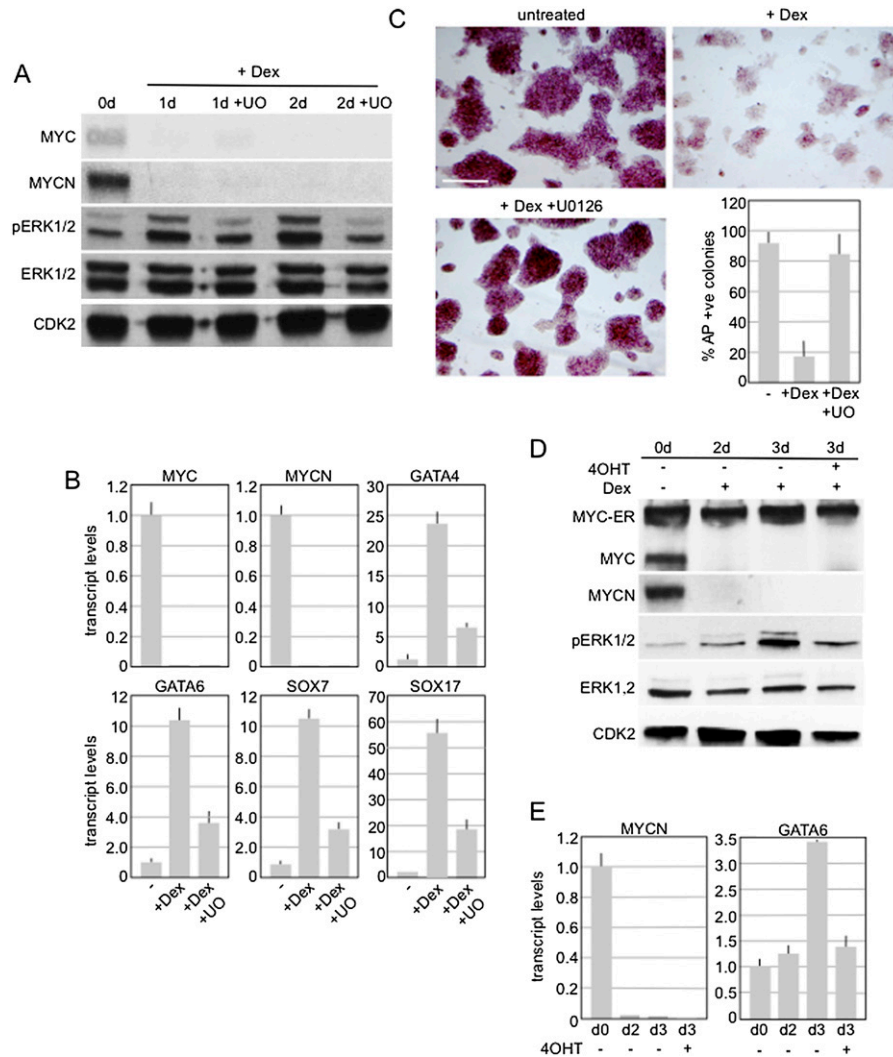 A
+ Dex
0d 1d 1d +UO 2d 2d +UO
MYC
MYCN
pERK1/2
ERK1/2
CDK2
B
MYC MYCN GATA4
transcript levels
1.2 1.2 30
1.0 1.0 25
0.8 0.8 20
0.6 0.6 15
0.4 0.4 10
0.2 0.2 5
0 0 0
GATA6 SOX7 SOX17
transcript levels
12 12 70
10 10 60
8.0 8.0 50
6.0 6.0 40
4.0 4.0 30
2.0 2.0 20
0 0 10
0
- +Dex +Dex +UO - +Dex +Dex +UO - +Dex +Dex +UO
C
untreated + Dex
+ Dex +U0126
% AP +ve colonies
120
100
80
60
40
20
0
- +Dex +Dex
+UO
D
0d 2d 3d 3d
4OHT - - - +
Dex - + + +
MYC-ER
MYC
MYCN
pERK1/2
ERK1,2
CDK2
E
MYCN GATA6
transcript levels
1.2 3.5
1.0 3.0
0.8 2.5
0.6 2.0
0.4 1.5
0.2 1.0
0 0.5
0
d0 d2 d3 d3 d0 d2 d3 d3
4OHT - - - + - - - +